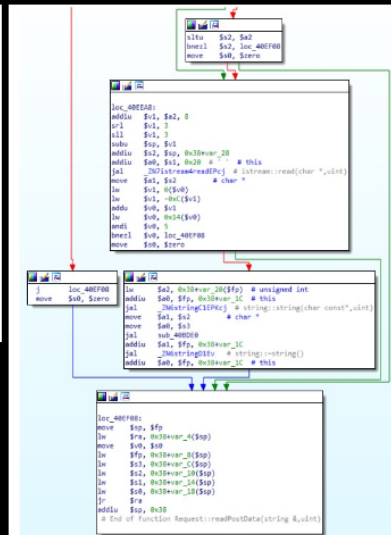 sltu $s2, $a2
bnezl $s2, loc_40EF08
move $s0, $zero
loc_40EEA8:
addiu $v1, $a2, 8
srl $v1, 3
sll $v1, 3
subu $sp, $v1
addiu $s2, $sp, 0x38+var_28
addiu $a0, $s1, 0x20 # ' ' # this
jal _ZN7istream4readEPcj # istream::read(char *,uint)
move $a1, $s2 # char *
lw $v1, 0($v0)
lw $v1, -0xC($v1)
addu $v0, $v1
lw $v0, 0x14($v0)
andi $v0, 5
bnezl $v0, loc_40EF08
move $s0, $zero
j loc_40EF08
move $s0, $zero
lw $a2, 0x38+var_20($fp) # unsigned int
addiu $a0, $fp, 0x38+var_1C # this
jal _ZN6stringC1EPKcj # string::string(char const*,uint)
move $a1, $s2 # char *
move $a0, $s3
jal sub_40BDE0
addiu $a1, $fp, 0x38+var_1C
jal _ZN6stringD1Ev # string::~string()
addiu $a0, $fp, 0x38+var_1C # this
loc_40EF08:
move $sp, $fp
lw $ra, 0x38+var_4($sp)
move $v0, $s0
lw $fp, 0x38+var_8($sp)
lw $s3, 0x38+var_C($sp)
lw $s2, 0x38+var_10($sp)
lw $s1, 0x38+var_14($sp)
lw $s0, 0x38+var_18($sp)
jr $ra
addiu $sp, 0x38
# End of function Request::readPostData(string &,uint)